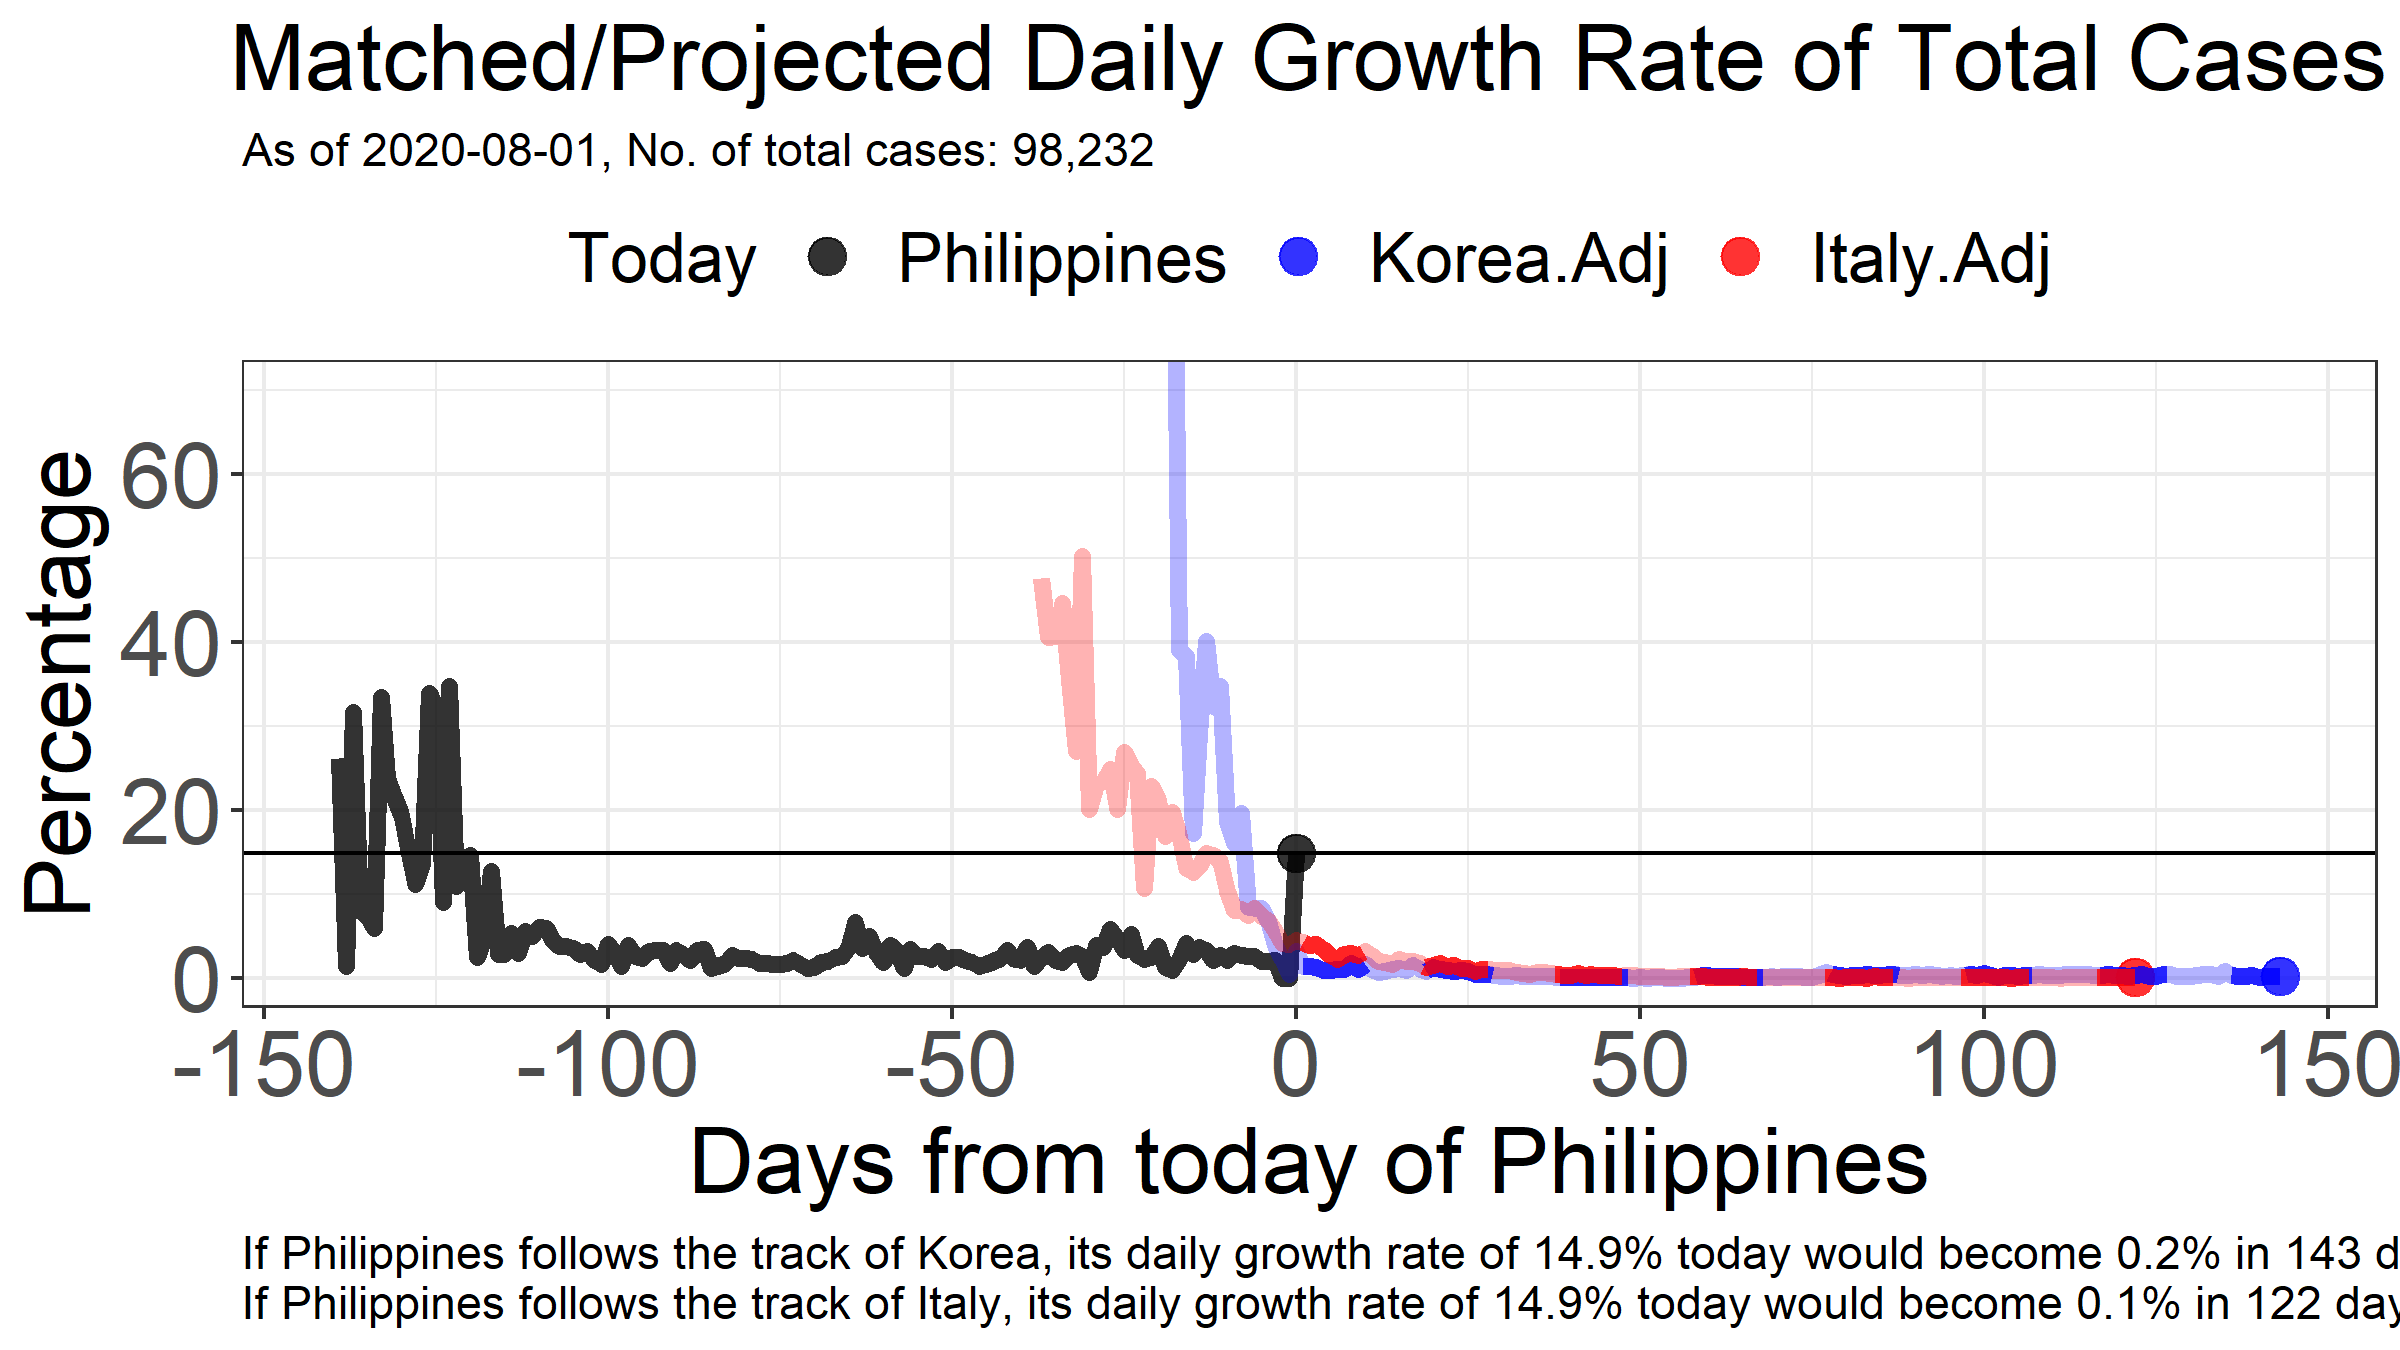 Matched/Projected Daily Growth Rate of Total Cases
As of 2020-08-01, No. of total cases: 98,232
Today Philippines Korea.Adj Italy.Adj
Percentage
60
40
20
0
-150 -100 -50 0 50 100 150
Days from today of Philippines
If Philippines follows the track of Korea, its daily growth rate of 14.9% today would become 0.2% in 143 d
If Philippines follows the track of Italy, its daily growth rate of 14.9% today would become 0.1% in 122 day